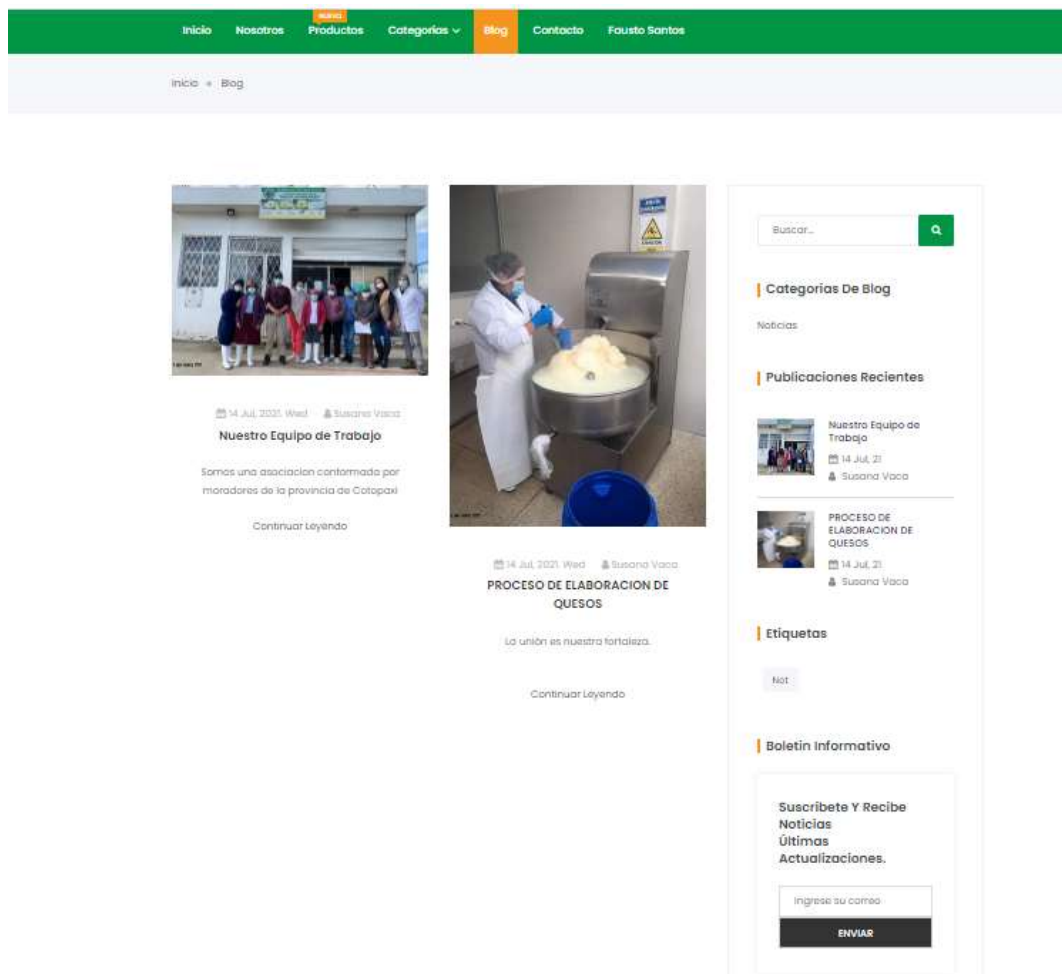 NUEVO
Inicio Nosotros Productos Categorías Blog Contacto Fausto Santos
Inicio Blog
14 Jul, 2021. Wed Susana Vaca
Nuestro Equipo de Trabajo
Somos una asociacion conformada por
moradores de la provincia de Cotopaxi
Continuar Leyendo
14 Jul, 2021. Wed Susana Vaca
PROCESO DE ELABORACION DE
QUESOS
La unión es nuestra fortaleza.
Continuar Leyendo
Buscar...
Categorias De Blog
Noticias
Publicaciones Recientes
Nuestro Equipo de
Trabajo
14 Jul, 21
Susana Vaca
PROCESO DE
ELABORACION DE
QUESOS
14 Jul, 21
Susana Vaca
Etiquetas
Not
Boletin Informativo
Suscribete Y Recibe
Noticias
Últimas
Actualizaciones.
Ingrese su correo
ENVIAR